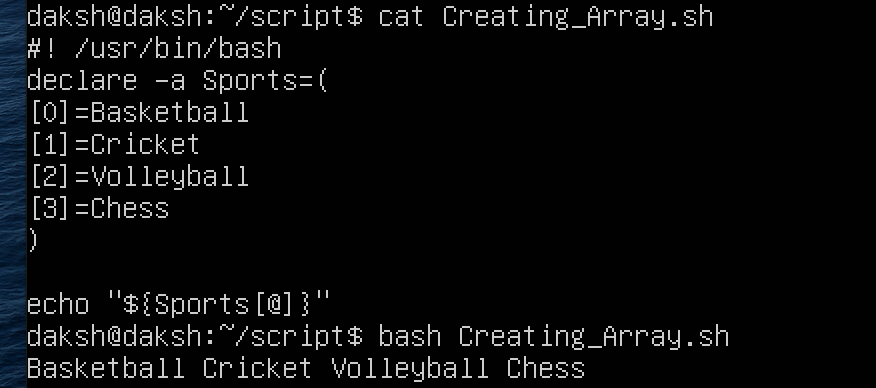 daksh@daksh:~/script$ cat Creating_Array.sh
#! /usr/bin/bash
declare -a Sports=(
[0]=Basketball
[1]=Cricket
[2]=Volleyball
[3]=Chess
)
echo "${Sports[@]}"
daksh@daksh:~/script$ bash Creating_Array.sh
Basketball Cricket Volleyball Chess